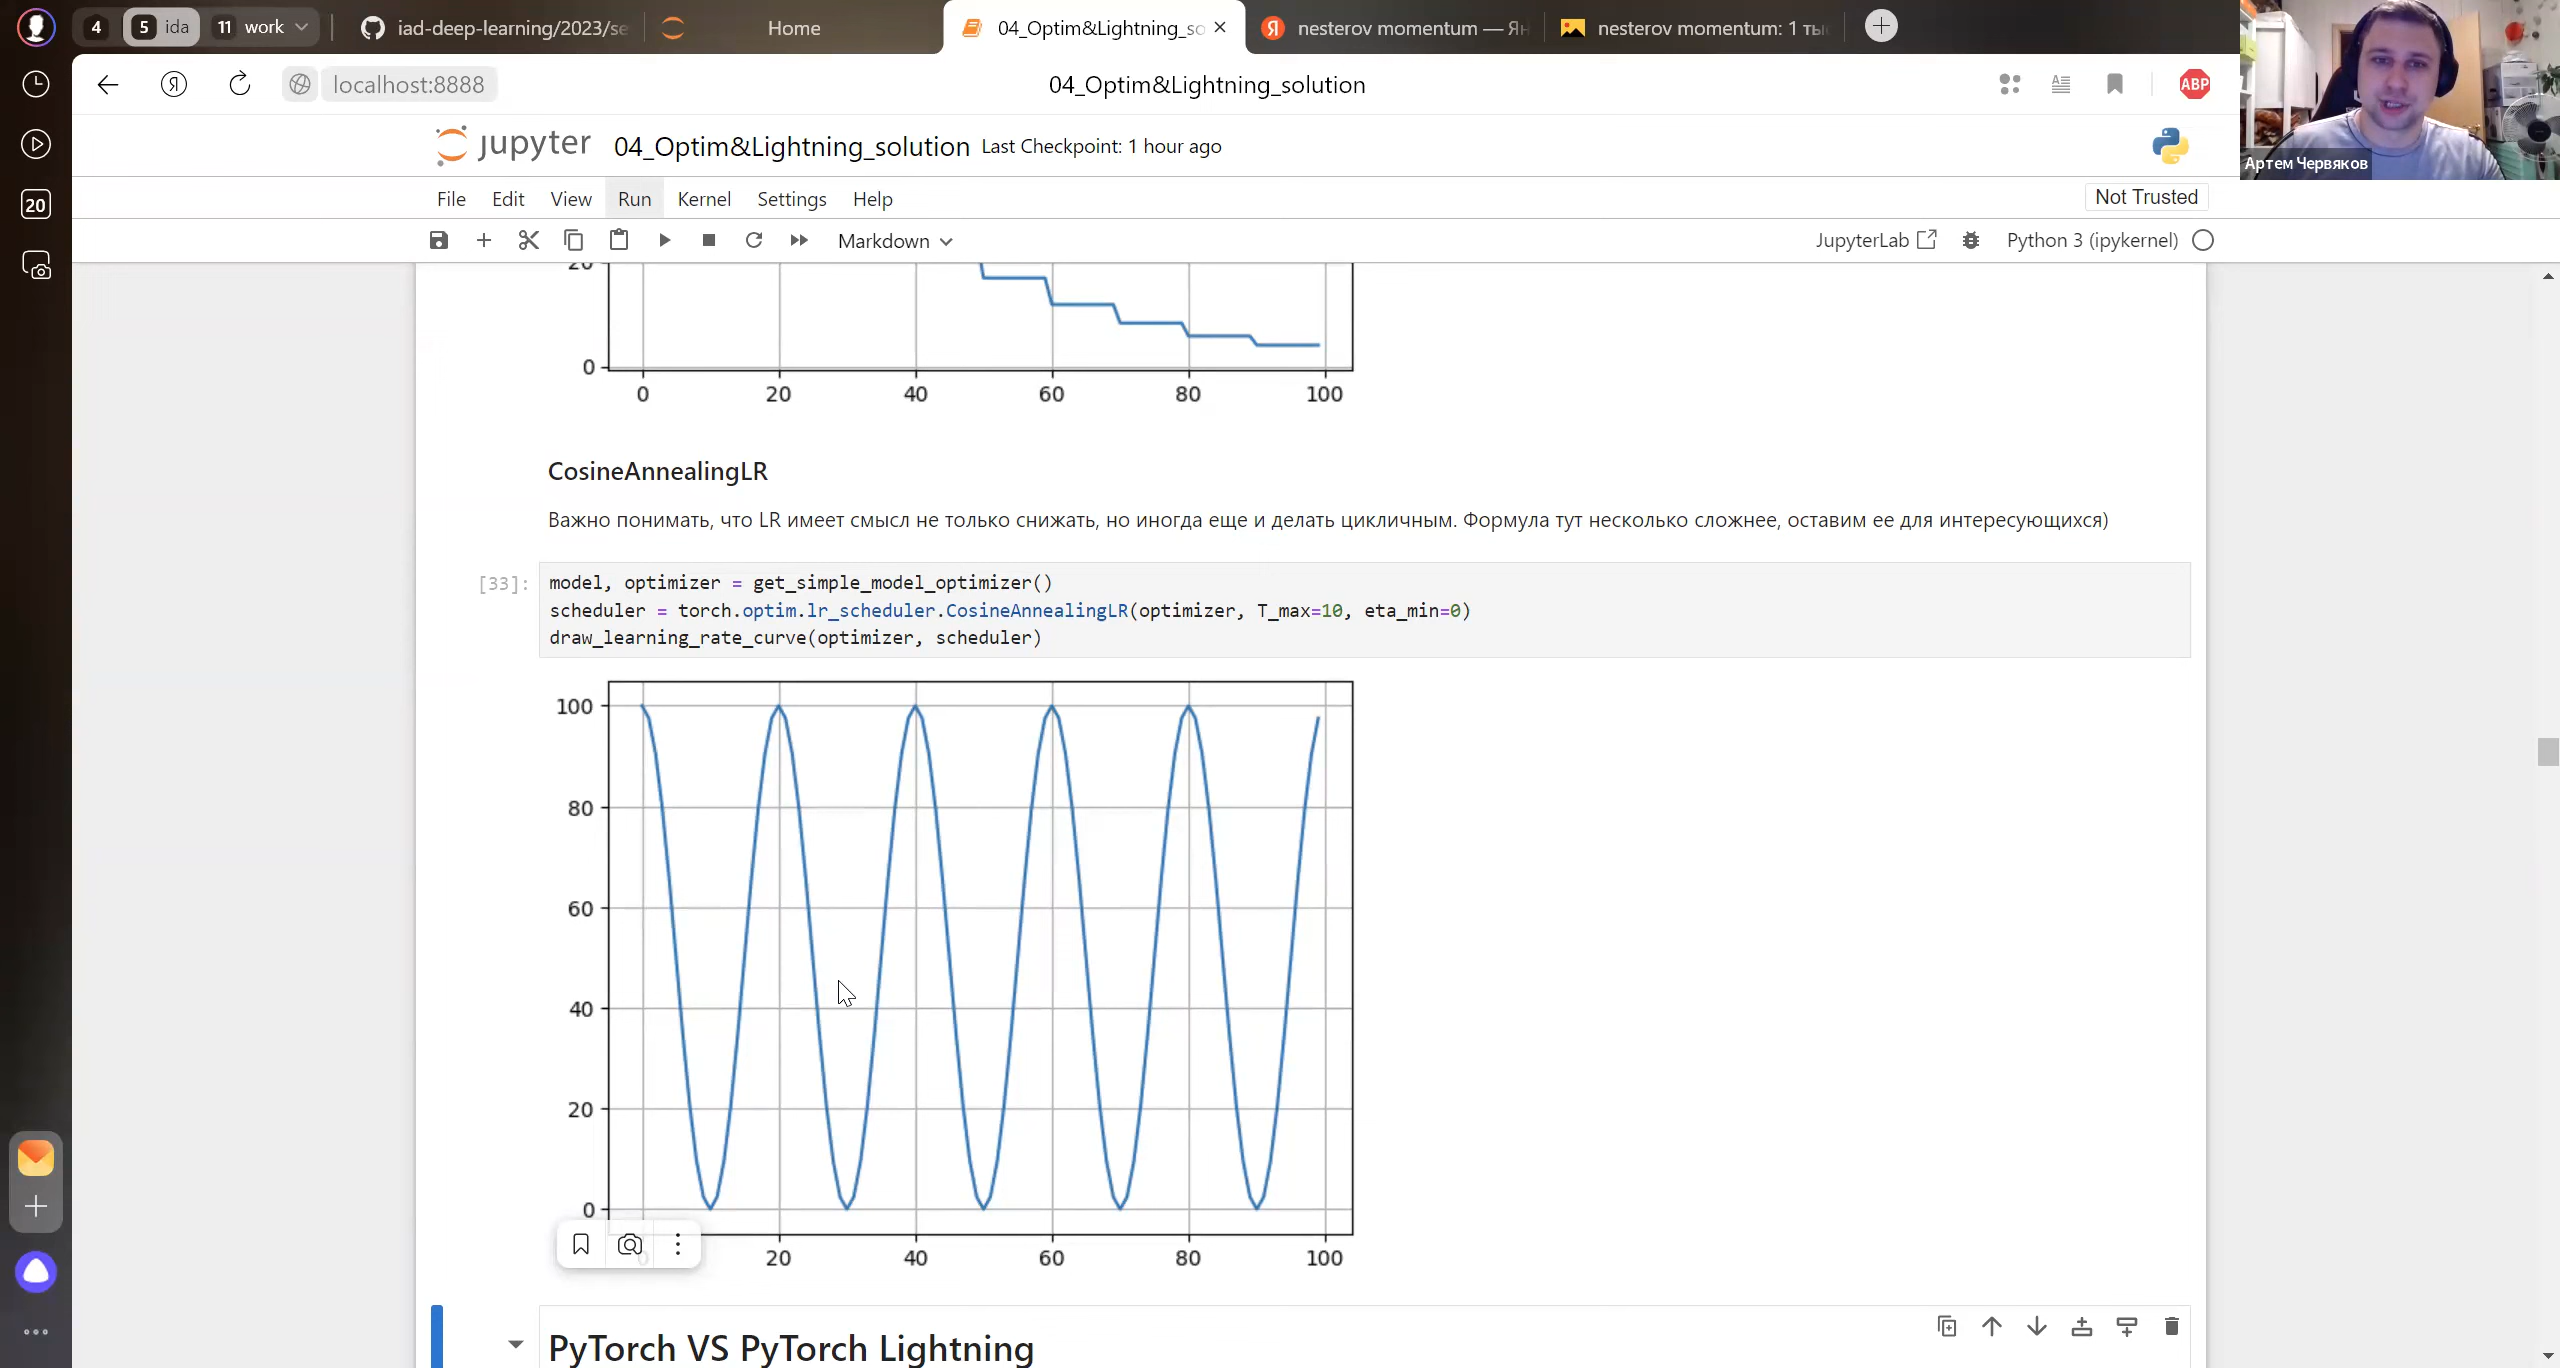 4
5 ida
11 work
iad-deep-learning/2023/se
Home
04_Optim&Lightning_so
nesterov momentum — Ян
nesterov momentum: 1 ты
localhost:8888
04_Optim&Lightning_solution
ABP
20
jupyter
04_Optim&Lightning_solution
Last Checkpoint: 1 hour ago
Артем Червяков
File Edit View Run Kernel Settings Help
Not Trusted
Markdown
JupyterLab
Python 3 (ipykernel)
20
0
0 20 40 60 80 100
CosineAnnealingLR
Важно понимать, что LR имеет смысл не только снижать, но иногда еще и делать цикличным. Формула тут несколько сложнее, оставим ее для интересующихся)
[33]:
model, optimizer = get_simple_model_optimizer()
scheduler = torch.optim.lr_scheduler.CosineAnnealingLR(optimizer, T_max=10, eta_min=0)
draw_learning_rate_curve(optimizer, scheduler)
100
80
60
40
20
0
0 20 40 60 80 100
PyTorch VS PyTorch Lightning